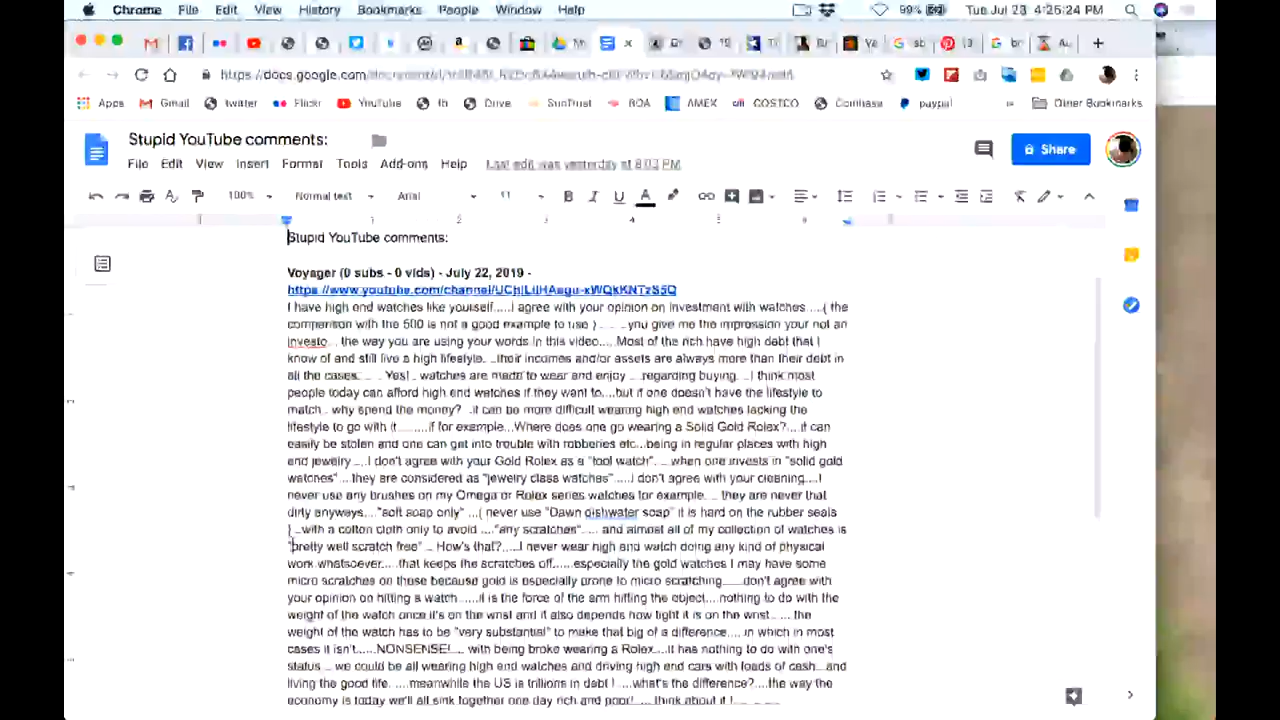 Chrome File Edit View History Bookmarks People Window Help 99% Tue Jul 23 4:25:24 PM
https://docs.google.com/document/
Apps Gmail twitter Flickr YouTube fb Drive SunTrust BOA AMEX COSTCO Coinbase paypal » Other Bookmarks
Stupid YouTube comments:
Share
File Edit View Insert Format Tools Add-ons Help Last edit was yesterday at 8:03 PM
100% Normal text Arial 11 B I U A
1 1 2 3 4 5 6
Stupid YouTube comments:
Voyager (0 subs - 0 vids) - July 22, 2019 -
https://www.youtube.com/channel/
I have high end watches like yourself.....I agree with your opinion on investment with watches.....( the
comparison with the 500 is not a good example to use ) .... you give me the impression your not an
investo... the way you are using your words in this video.....Most of the rich have high debt that I
know of and still live a high lifestyle. ...their incomes and/or assets are always more than their debt in
all the cases.... Yes! .. watches are made to wear and enjoy ....regarding buying. ...I think most
people today can afford high end watches if they want to....but if one doesn't have the lifestyle to
match.. why spend the money? ..it can be more difficult wearing high end watches lacking the
lifestyle to go with it .......if for example...Where does one go wearing a Solid Gold Rolex?....it can
easily be stolen and one can get into trouble with robberies etc...being in regular places with high
end jewelry ....I don't agree with your Gold Rolex as a "tool watch". ....when one invests in "solid gold
watches" ...they are considered as "jewelry class watches".....I don't agree with your cleaning....I
never use any brushes on my Omega or Rolex series watches for example... they are never that
dirty anyways...."soft soap only" ...( never use "Dawn dishwater soap" it is hard on the rubber seals
) ...with a cotton cloth only to avoid ...."any scratches"..... and almost all of my collection of watches is
"pretty well scratch free" .. How's that?.....I never wear high end watch doing any kind of physical
work whatsoever.....that keeps the scratches off......especially the gold watches I may have some
micro scratches on those because gold is especially prone to micro scratching......don't agree with
your opinion on hitting a watch......it is the force of the arm hitting the object....nothing to do with the
weight of the watch once it's on the wrist and it also depends how tight it is on the wrist .. ...the
weight of the watch has to be "very substantial" to make that big of a difference.... in which in most
cases it isn't.....NONSENSE!.... with being broke wearing a Rolex....it has nothing to do with one's
status .. we could be all wearing high end watches and driving high end cars with loads of cash...and
living the good life. ....meanwhile the US is trillions in debt ! ....what's the difference?....the way the
economy is today we'll all sink together one day rich and poor!....think about it !